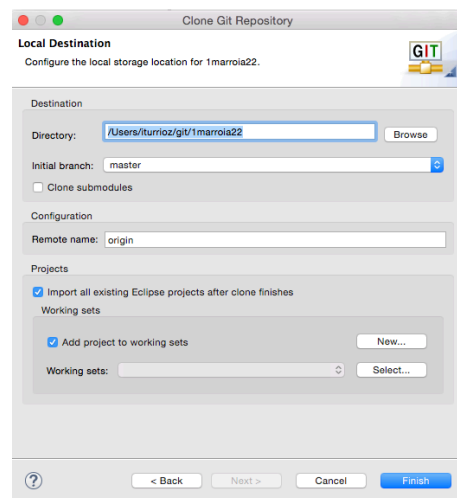 Clone Git Repository
Local Destination
Configure the local storage location for 1marroia22.
GIT
Destination
Directory: /Users/iturrioz/git/1marroia22 Browse
Initial branch: master
Clone submodules
Configuration
Remote name: origin
Projects
Import all existing Eclipse projects after clone finishes
Working sets
Add project to working sets New...
Working sets: Select...
? < Back Next > Cancel Finish